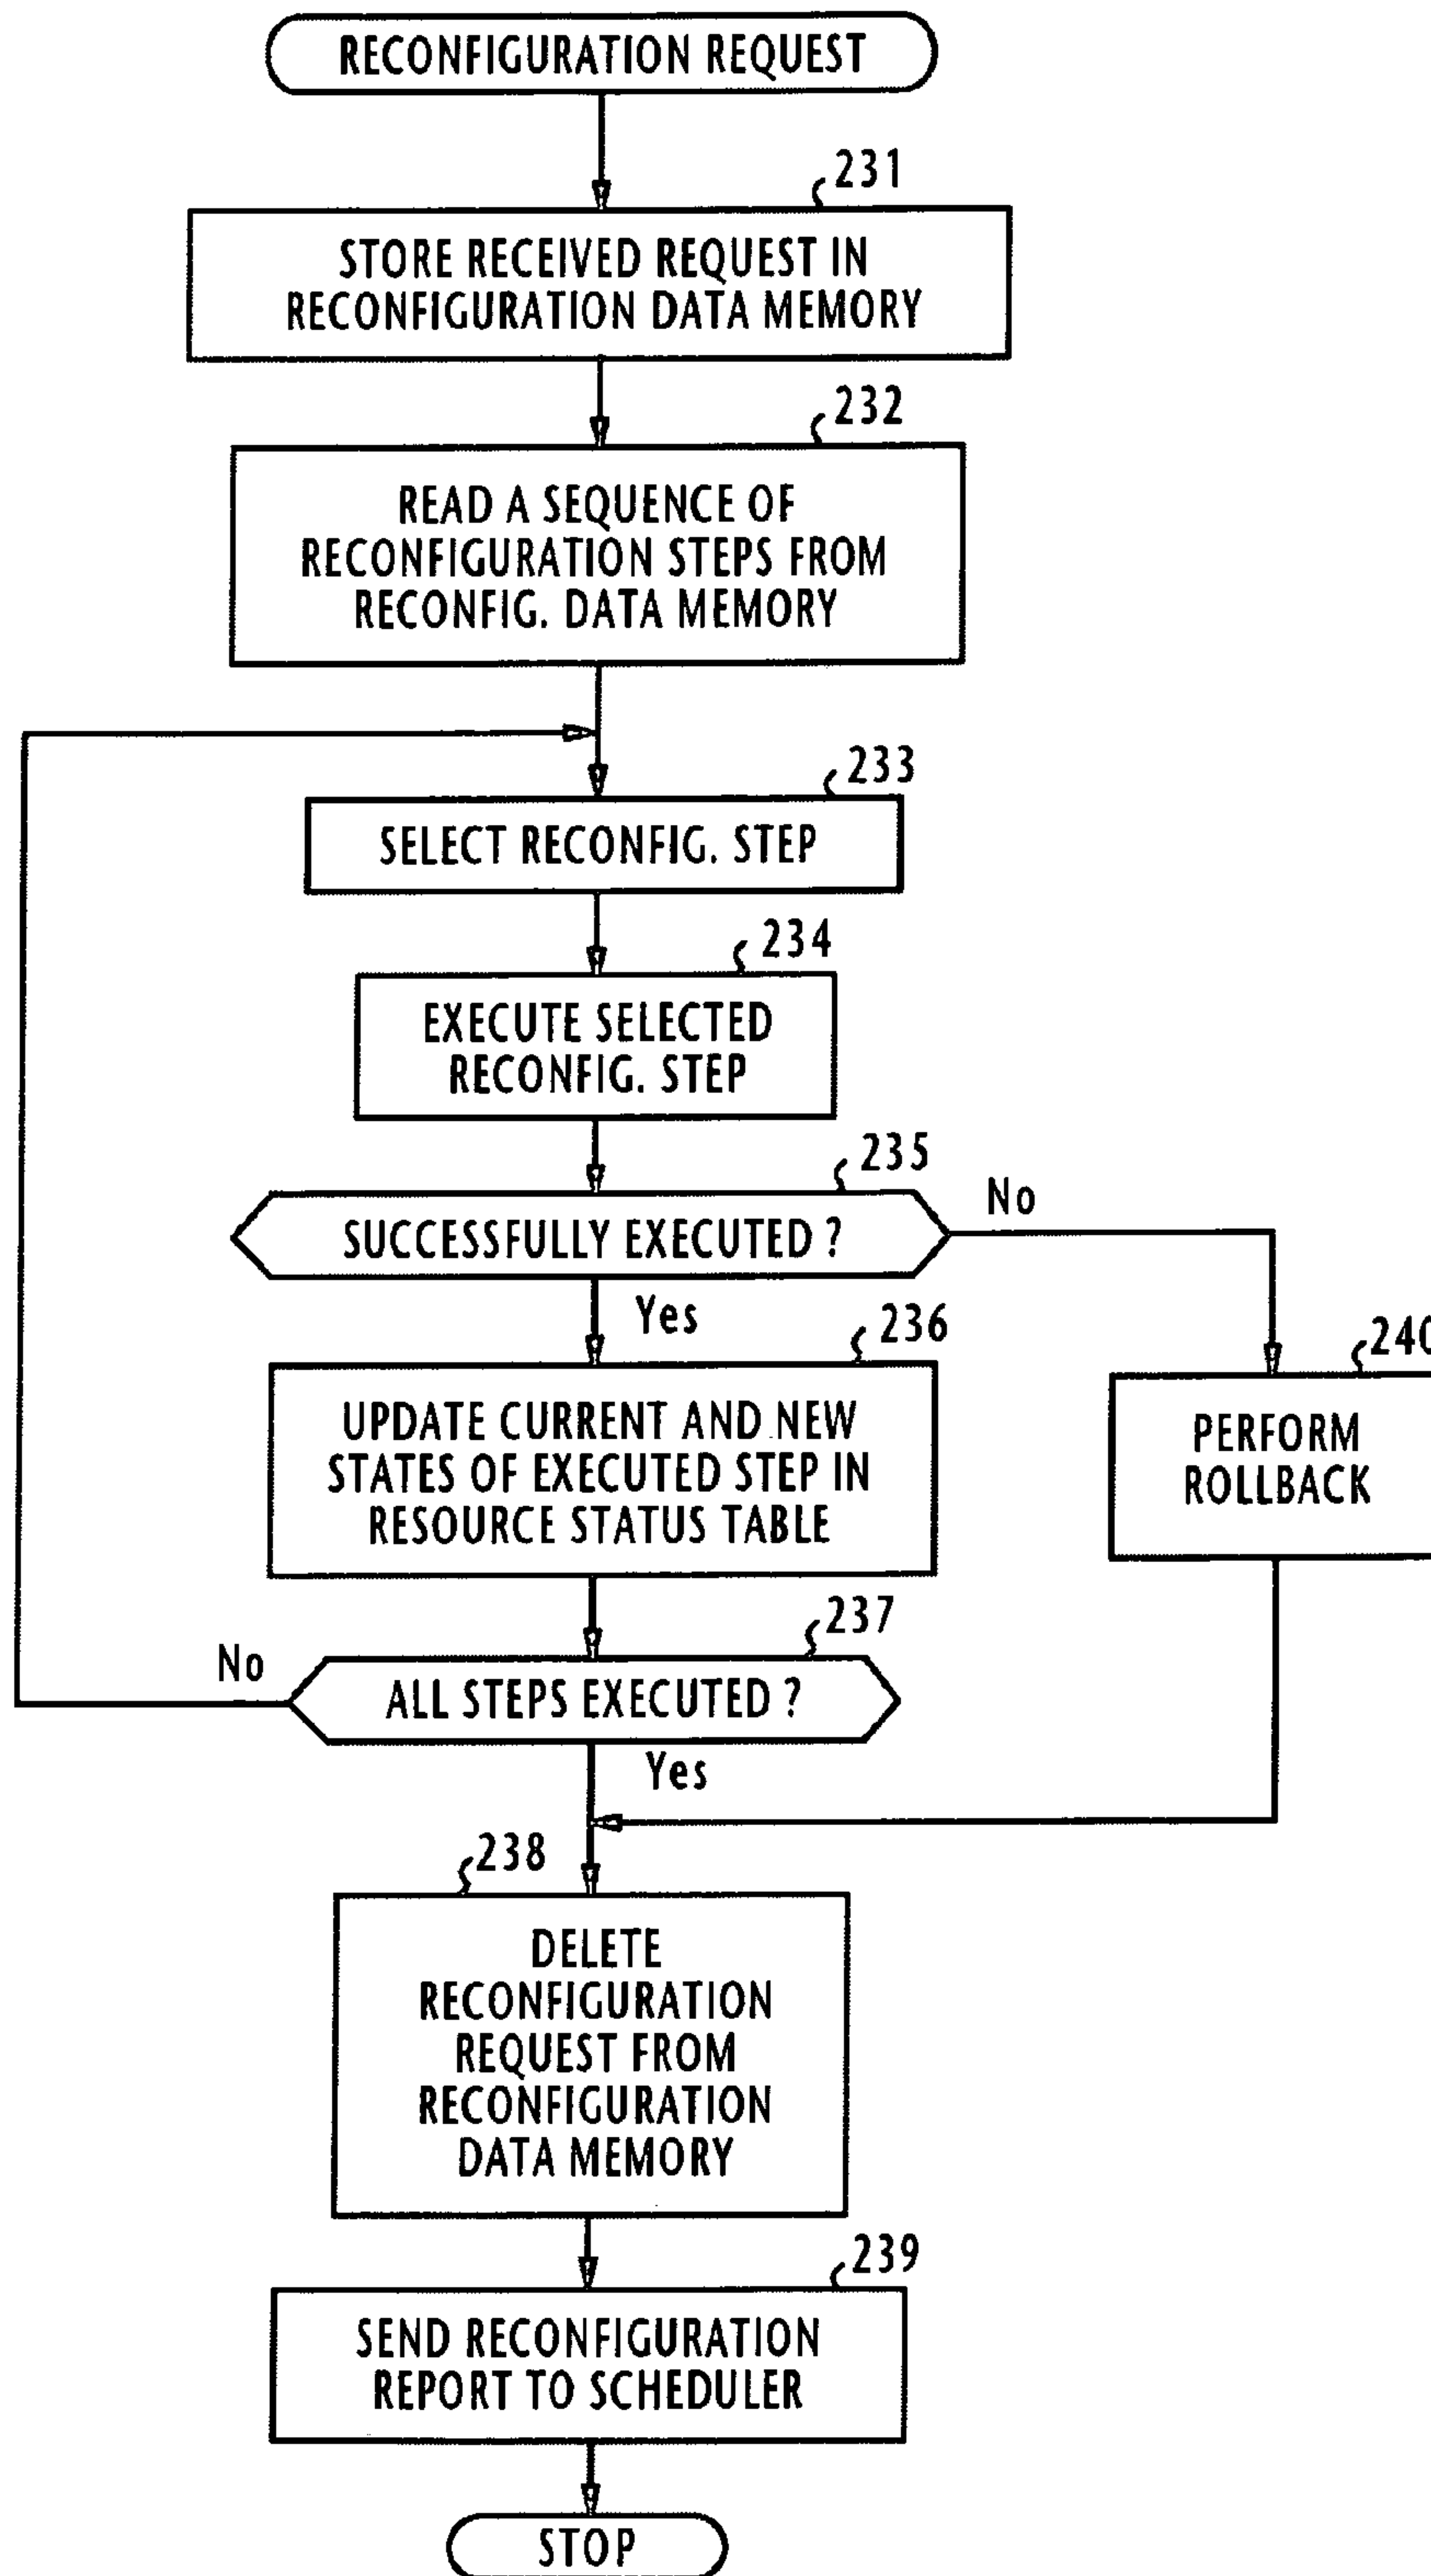 RECONFIGURATION REQUEST
231
STORE RECEIVED REQUEST IN
RECONFIGURATION DATA MEMORY
232
READ A SEQUENCE OF
RECONFIGURATION STEPS FROM
RECONFIG. DATA MEMORY
233
SELECT RECONFIG. STEP
234
EXECUTE SELECTED
RECONFIG. STEP
235
SUCCESSFULLY EXECUTED ?
No
Yes
236
UPDATE CURRENT AND NEW
STATES OF EXECUTED STEP IN
RESOURCE STATUS TABLE
240
PERFORM
ROLLBACK
237
ALL STEPS EXECUTED ?
No
Yes
238
DELETE
RECONFIGURATION
REQUEST FROM
RECONFIGURATION
DATA MEMORY
239
SEND RECONFIGURATION
REPORT TO SCHEDULER
STOP